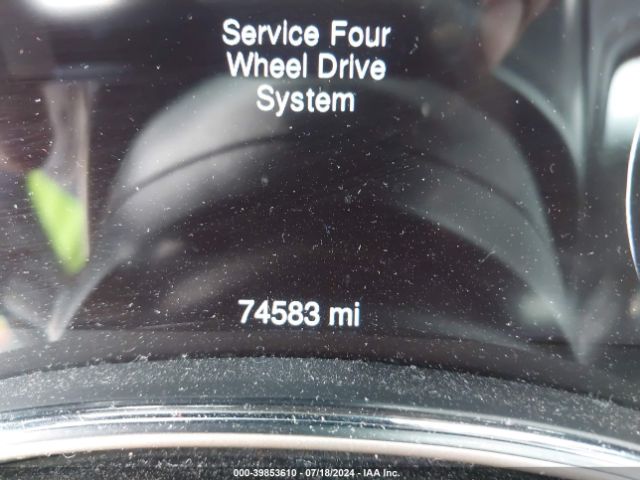 Service Four
Wheel Drive
System
74583 mi
000-39853610 - 07/18/2024 - IAA Inc.